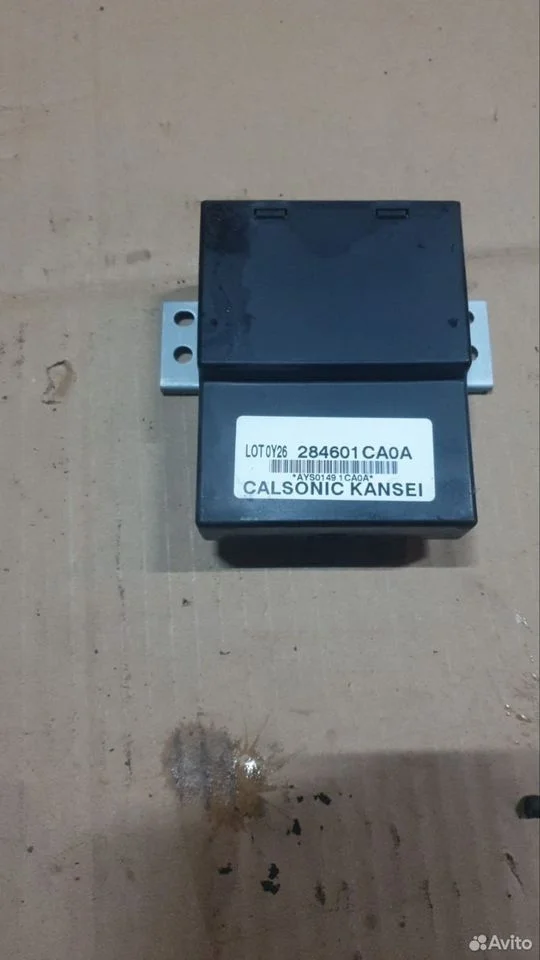 LOT 0Y26 284601CA0A
*AYS0149 1CA0A*
CALSONIC KANSEI
Avito